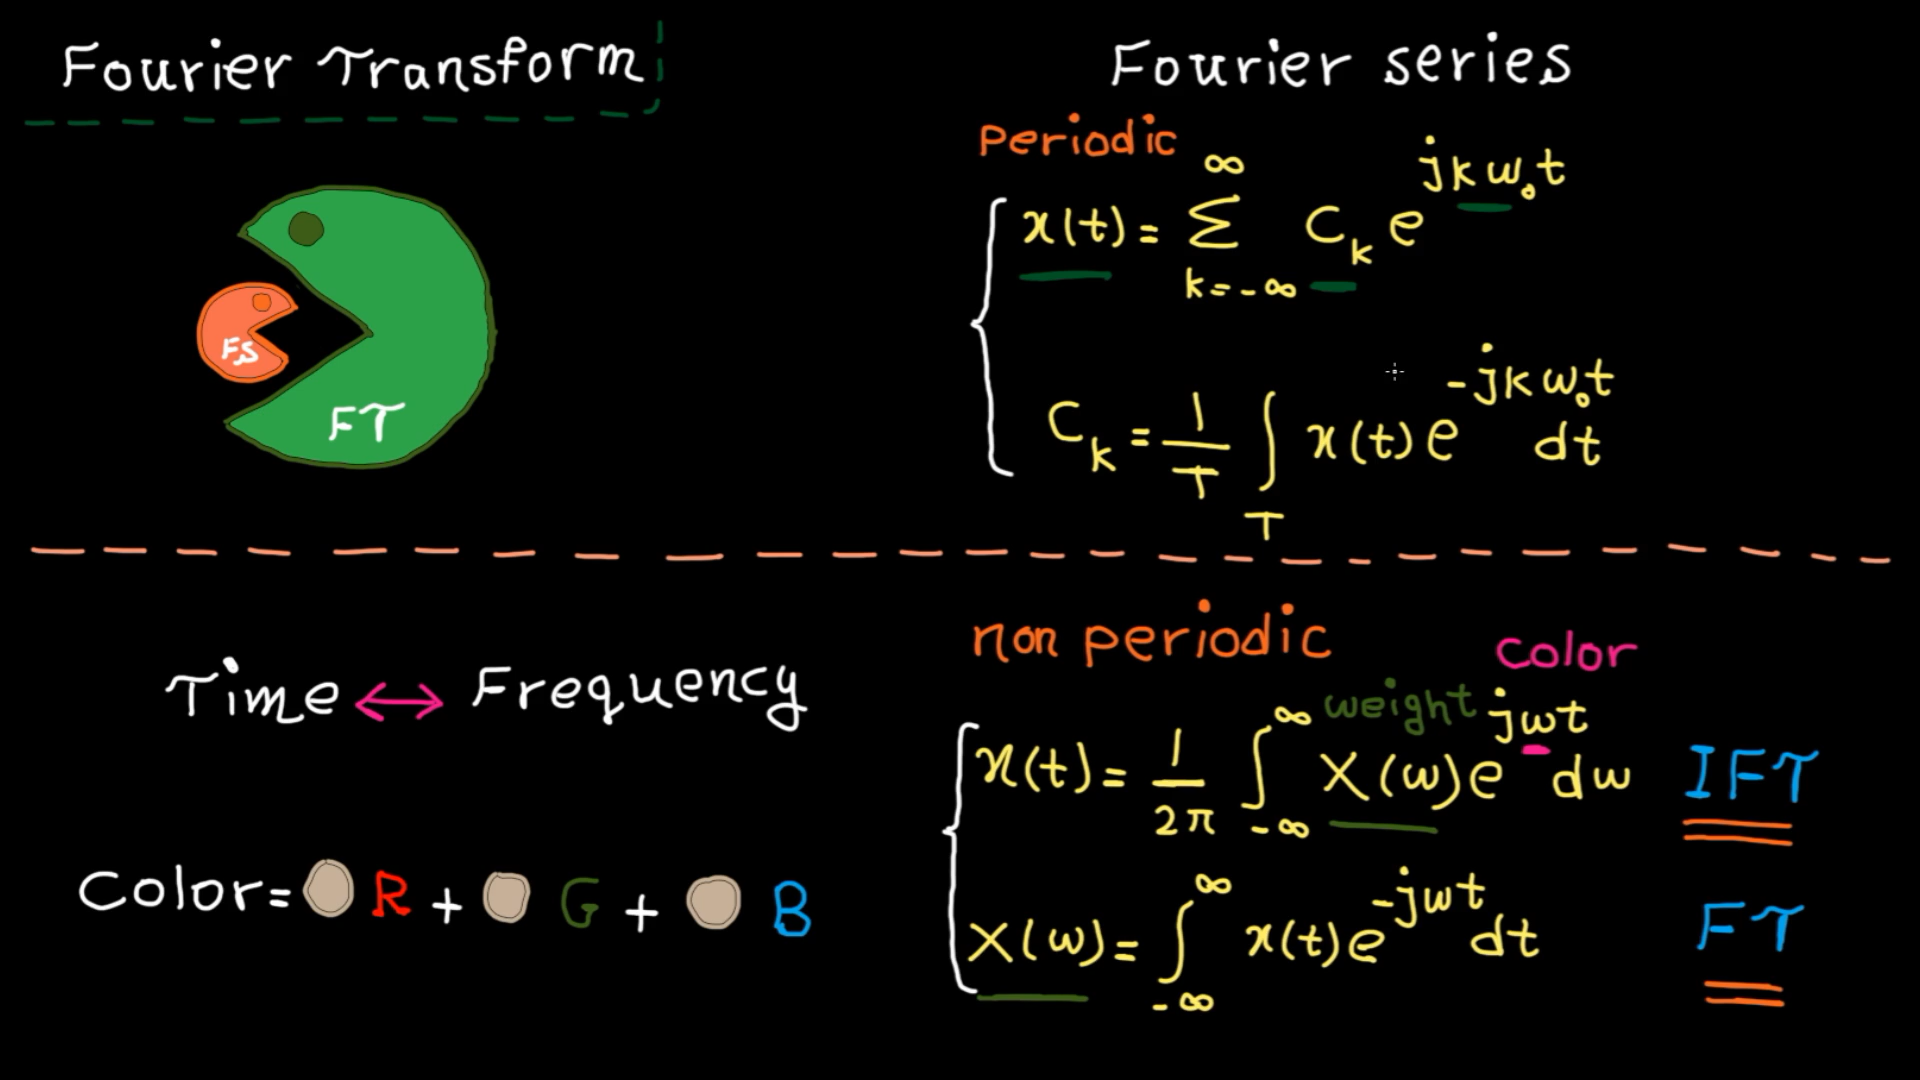 Fourier Transform
FS
FT
Fourier series
periodic
x(t) = ∑_{k=-∞}^{∞} C_k e^{jkω₀t}
C_k = 1/T ∫_T x(t) e^{-jkω₀t} dt
Time ↔ Frequency
Color = R + G + B
non periodic
color
weight
x(t) = 1/2π ∫_{-∞}^{∞} X(ω) e^{jωt} dω IFT
X(ω) = ∫_{-∞}^{∞} x(t) e^{-jωt} dt FT